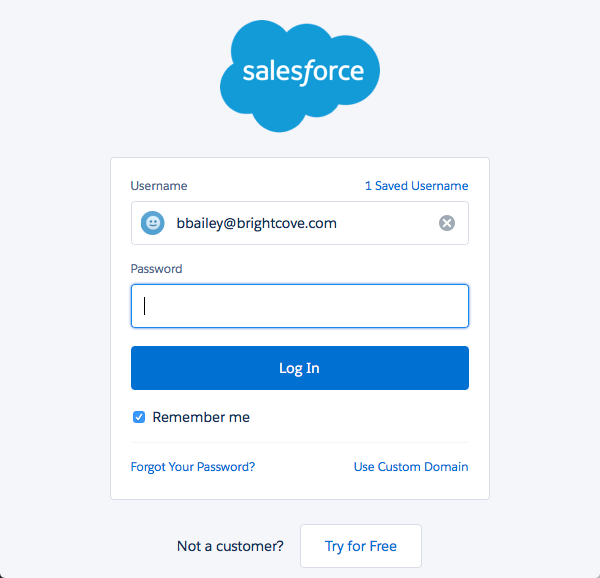 salesforce
Username 1 Saved Username
bbailey@brightcove.com
Password
Log In
Remember me
Forgot Your Password? Use Custom Domain
Not a customer? Try for Free